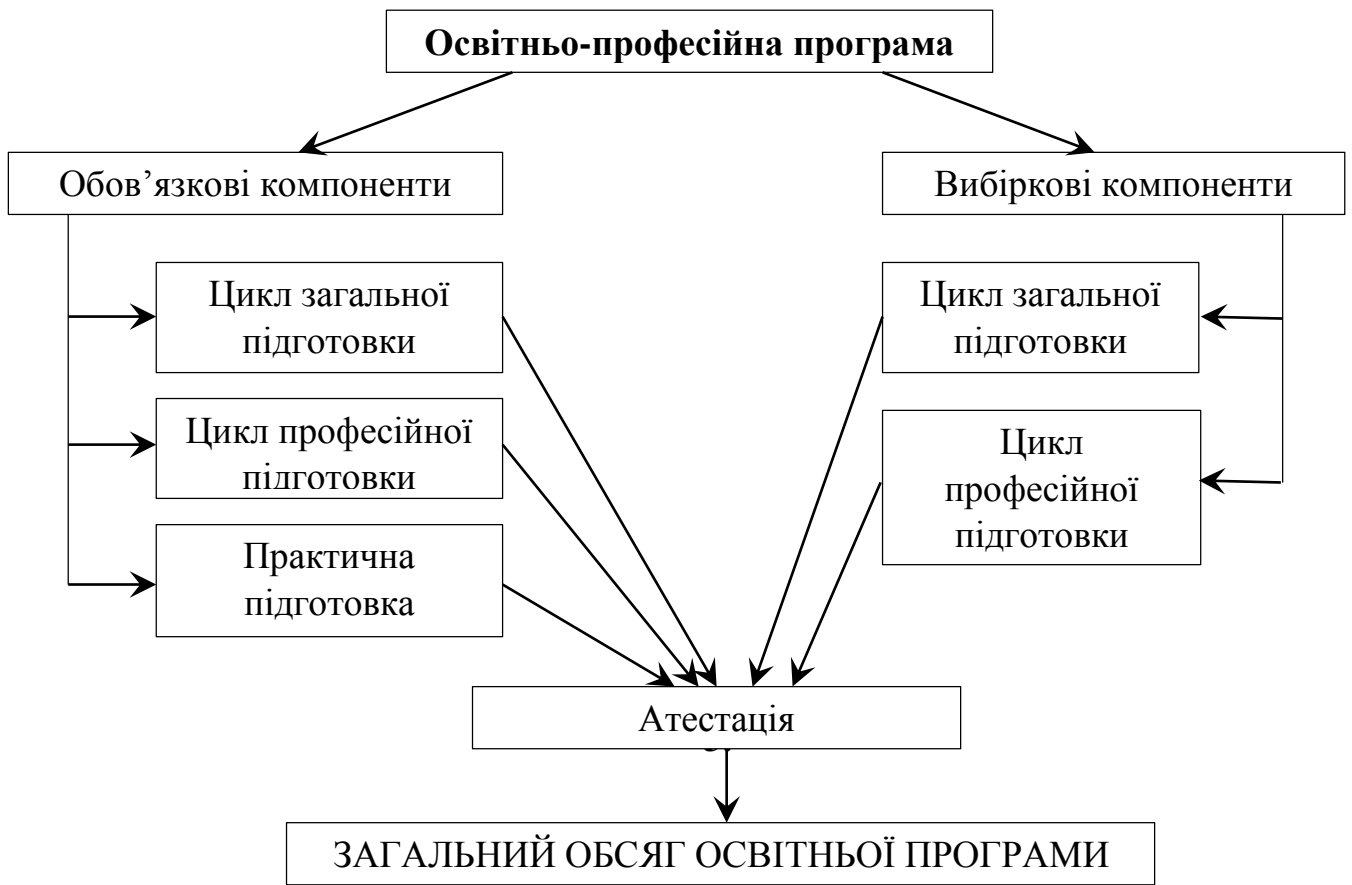 Освітньо-професійна програма
Обов’язкові компоненти
Вибіркові компоненти
Цикл загальної
підготовки
Цикл професійної
підготовки
Практична
підготовка
Цикл загальної
підготовки
Цикл
професійної
підготовки
Атестація
ЗАГАЛЬНИЙ ОБСЯГ ОСВІТНЬОЇ ПРОГРАМИ